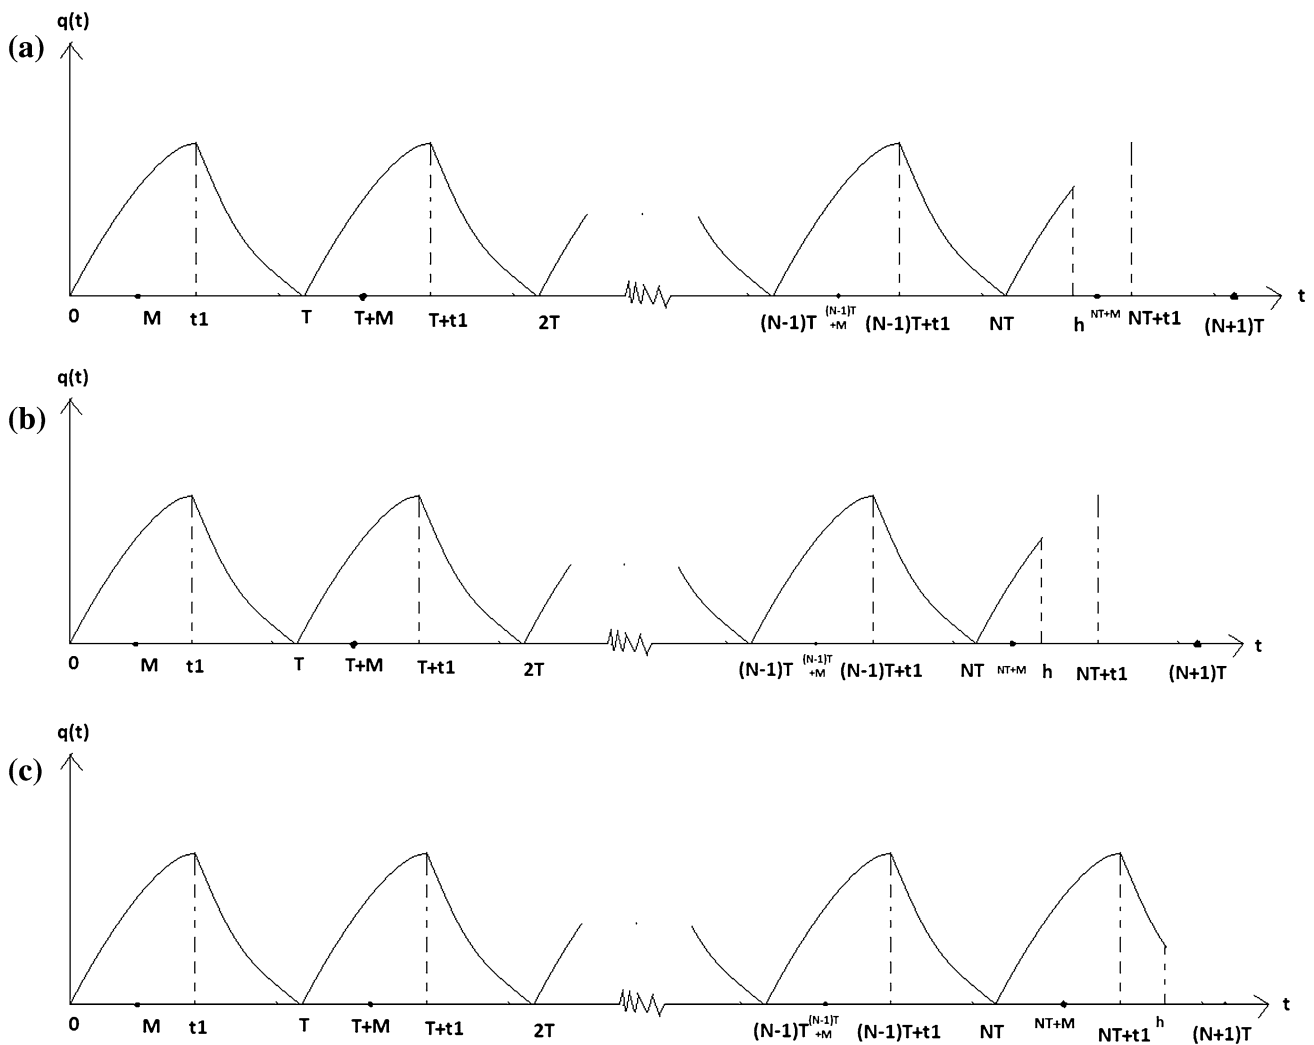 (a)
q(t)
0 M t1 T T+M T+t1 2T (N-1)T (N-1)T +M (N-1)T+t1 NT h NT+M NT+t1 (N+1)T t
(b)
q(t)
0 M t1 T T+M T+t1 2T (N-1)T (N-1)T +M (N-1)T+t1 NT NT+M h NT+t1 (N+1)T t
(c)
q(t)
0 M t1 T T+M T+t1 2T (N-1)T (N-1)T +M (N-1)T+t1 NT NT+M NT+t1 h (N+1)T t